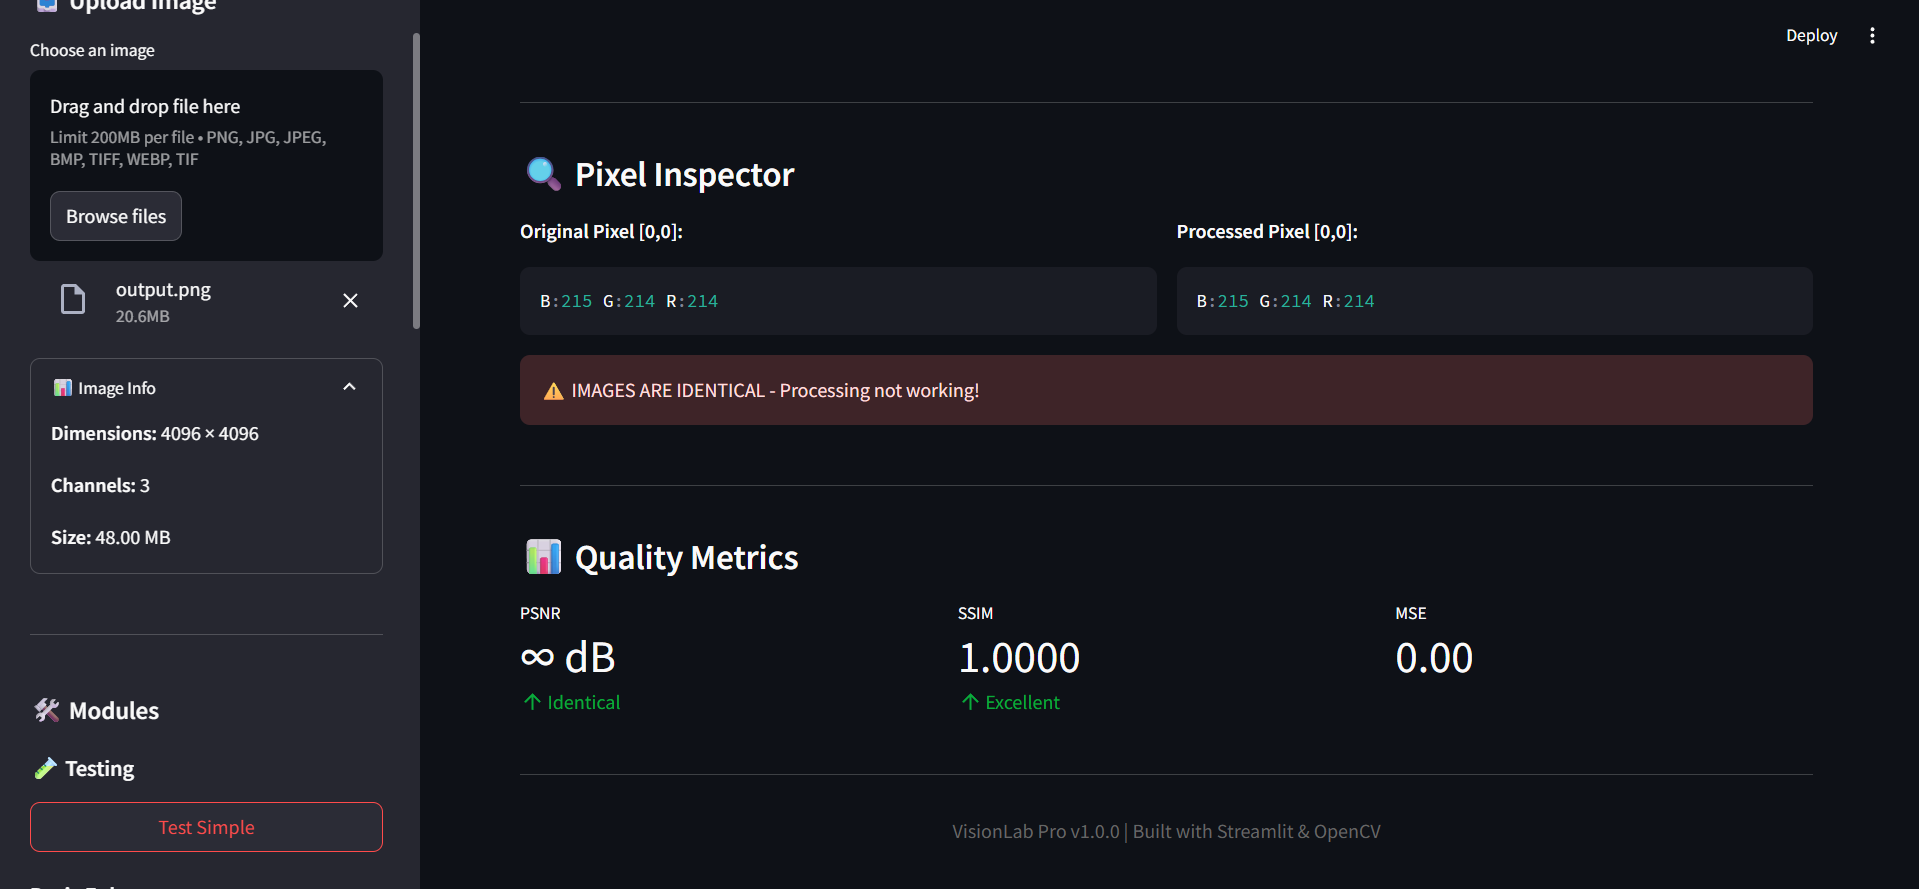 Upload Image
Choose an image
Drag and drop file here
Limit 200MB per file • PNG, JPG, JPEG,
BMP, TIFF, WEBP, TIF
Browse files
output.png
20.6MB
Image Info
Dimensions: 4096 × 4096
Channels: 3
Size: 48.00 MB
Modules
Testing
Test Simple
Deploy
Pixel Inspector
Original Pixel [0,0]:
B:215 G:214 R:214
Processed Pixel [0,0]:
B:215 G:214 R:214
IMAGES ARE IDENTICAL - Processing not working!
Quality Metrics
PSNR
∞ dB
↑ Identical
SSIM
1.0000
↑ Excellent
MSE
0.00
VisionLab Pro v1.0.0 | Built with Streamlit & OpenCV